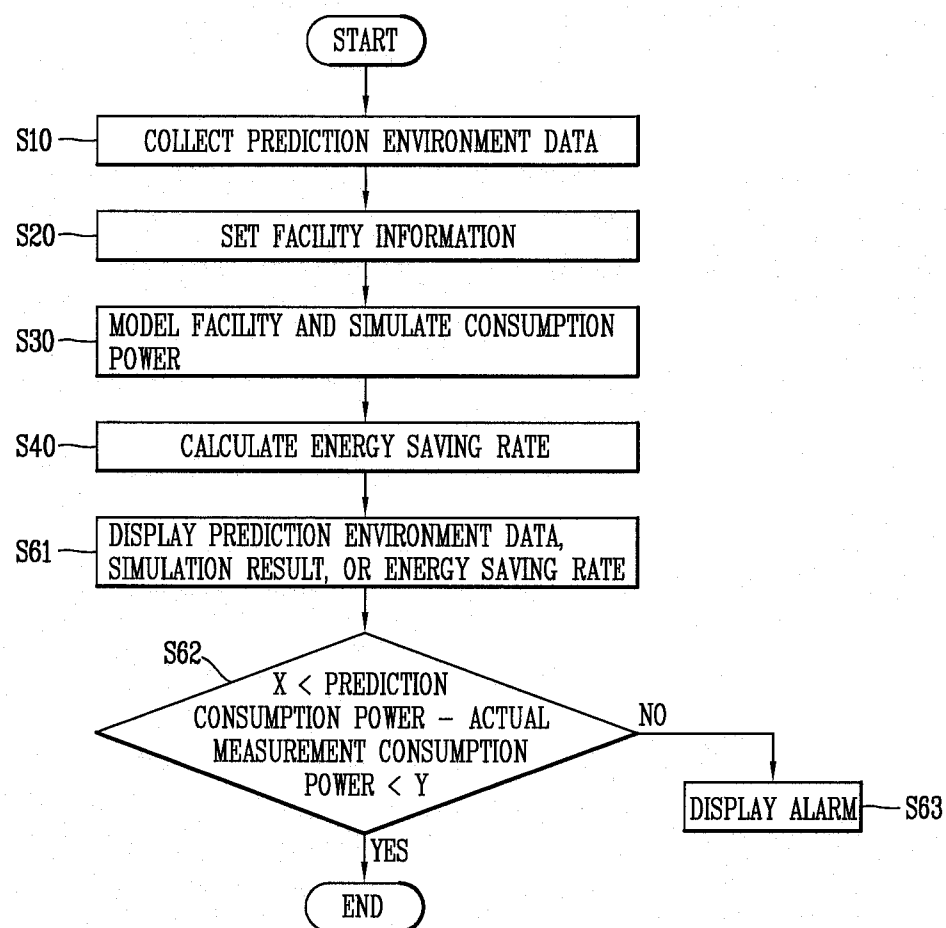 START
S10
COLLECT PREDICTION ENVIRONMENT DATA
S20
SET FACILITY INFORMATION
S30
MODEL FACILITY AND SIMULATE CONSUMPTION
POWER
S40
CALCULATE ENERGY SAVING RATE
S61
DISPLAY PREDICTION ENVIRONMENT DATA,
SIMULATION RESULT, OR ENERGY SAVING RATE
S62
X < PREDICTION
CONSUMPTION POWER – ACTUAL
MEASUREMENT CONSUMPTION
POWER < Y
NO
DISPLAY ALARM
S63
YES
END